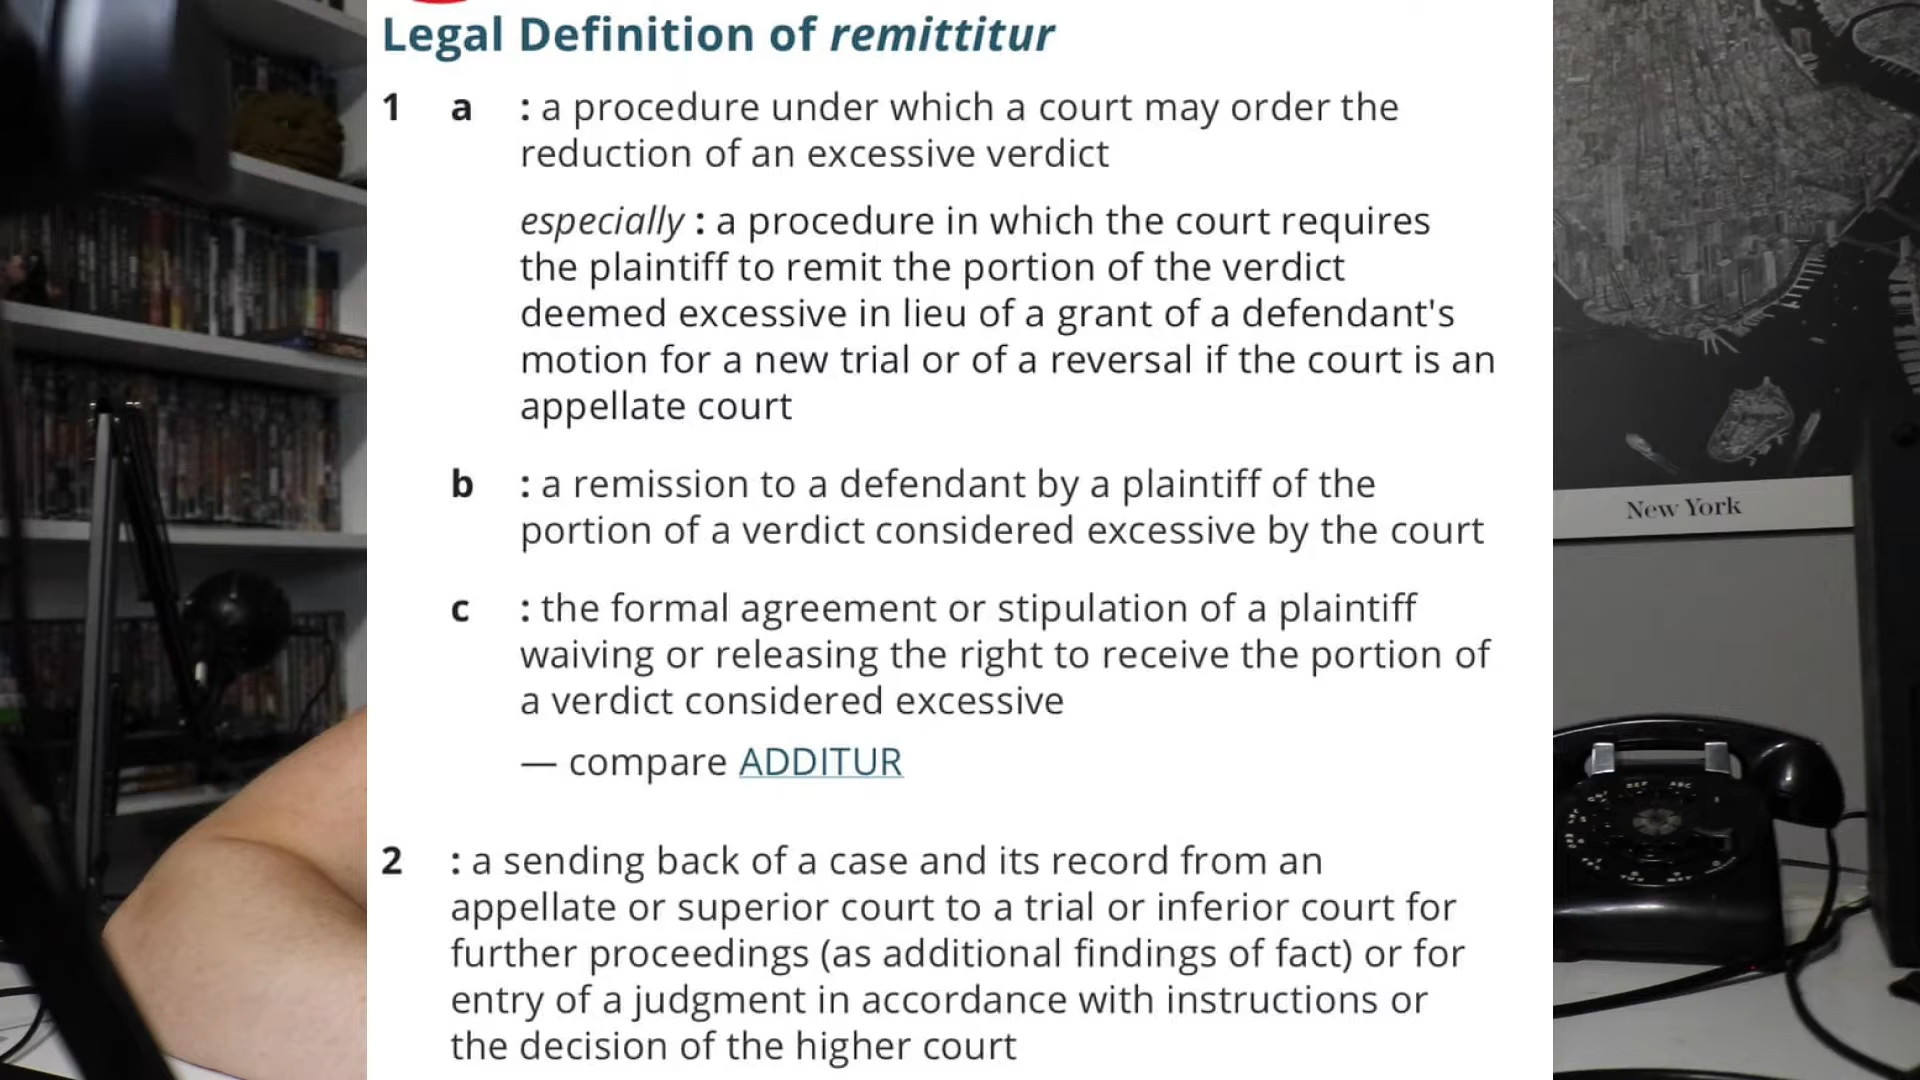 Legal Definition of remittitur
1 a : a procedure under which a court may order the
reduction of an excessive verdict
especially : a procedure in which the court requires
the plaintiff to remit the portion of the verdict
deemed excessive in lieu of a grant of a defendant's
motion for a new trial or of a reversal if the court is an
appellate court
b : a remission to a defendant by a plaintiff of the
portion of a verdict considered excessive by the court
c : the formal agreement or stipulation of a plaintiff
waiving or releasing the right to receive the portion of
a verdict considered excessive
— compare ADDITUR
2 : a sending back of a case and its record from an
appellate or superior court to a trial or inferior court for
further proceedings (as additional findings of fact) or for
entry of a judgment in accordance with instructions or
the decision of the higher court
New York
DEF ABC